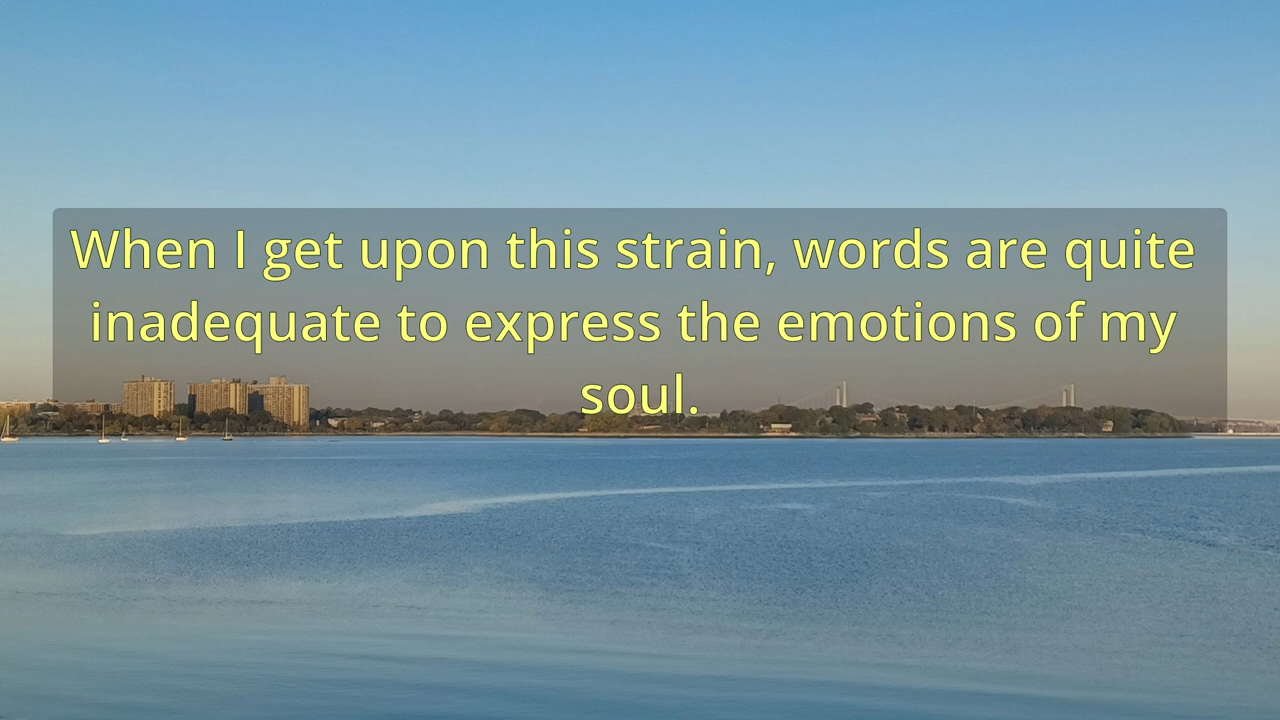 When I get upon this strain, words are quite
inadequate to express the emotions of my
soul.